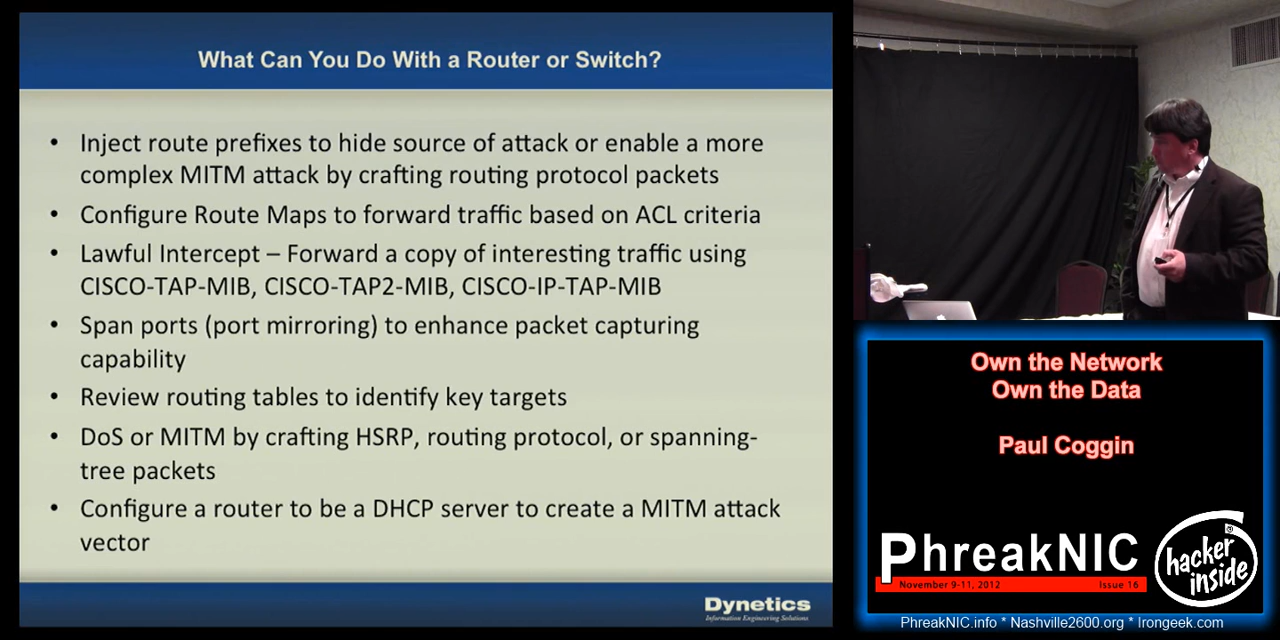 What Can You Do With a Router or Switch?
• Inject route prefixes to hide source of attack or enable a more
complex MITM attack by crafting routing protocol packets
• Configure Route Maps to forward traffic based on ACL criteria
• Lawful Intercept – Forward a copy of interesting traffic using
CISCO-TAP-MIB, CISCO-TAP2-MIB, CISCO-IP-TAP-MIB
• Span ports (port mirroring) to enhance packet capturing
capability
• Review routing tables to identify key targets
• DoS or MITM by crafting HSRP, routing protocol, or spanning-
tree packets
• Configure a router to be a DHCP server to create a MITM attack
vector
Dynetics
Information Engineering Solutions
Own the Network
Own the Data
Paul Coggin
PhreakNIC
November 9-11, 2012 Issue 16
hacker
inside
PhreakNIC.info * Nashville2600.org * Irongeek.com